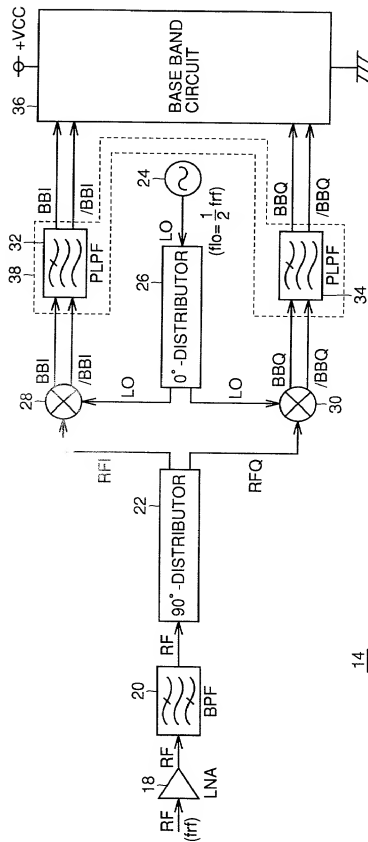 RF
(frf)
18
LNA
RF
20
BPF
RF
22
90°-DISTRIBUTOR
RFI
RFQ
28
BBI
/BBI
38
32
PLPF
BBI
/BBI
LO
26
0°-DISTRIBUTOR
LO
24
(flo=1/2 frf)
LO
30
BBQ
/BBQ
34
PLPF
BBQ
/BBQ
36
+VCC
BASE BAND
CIRCUIT
14